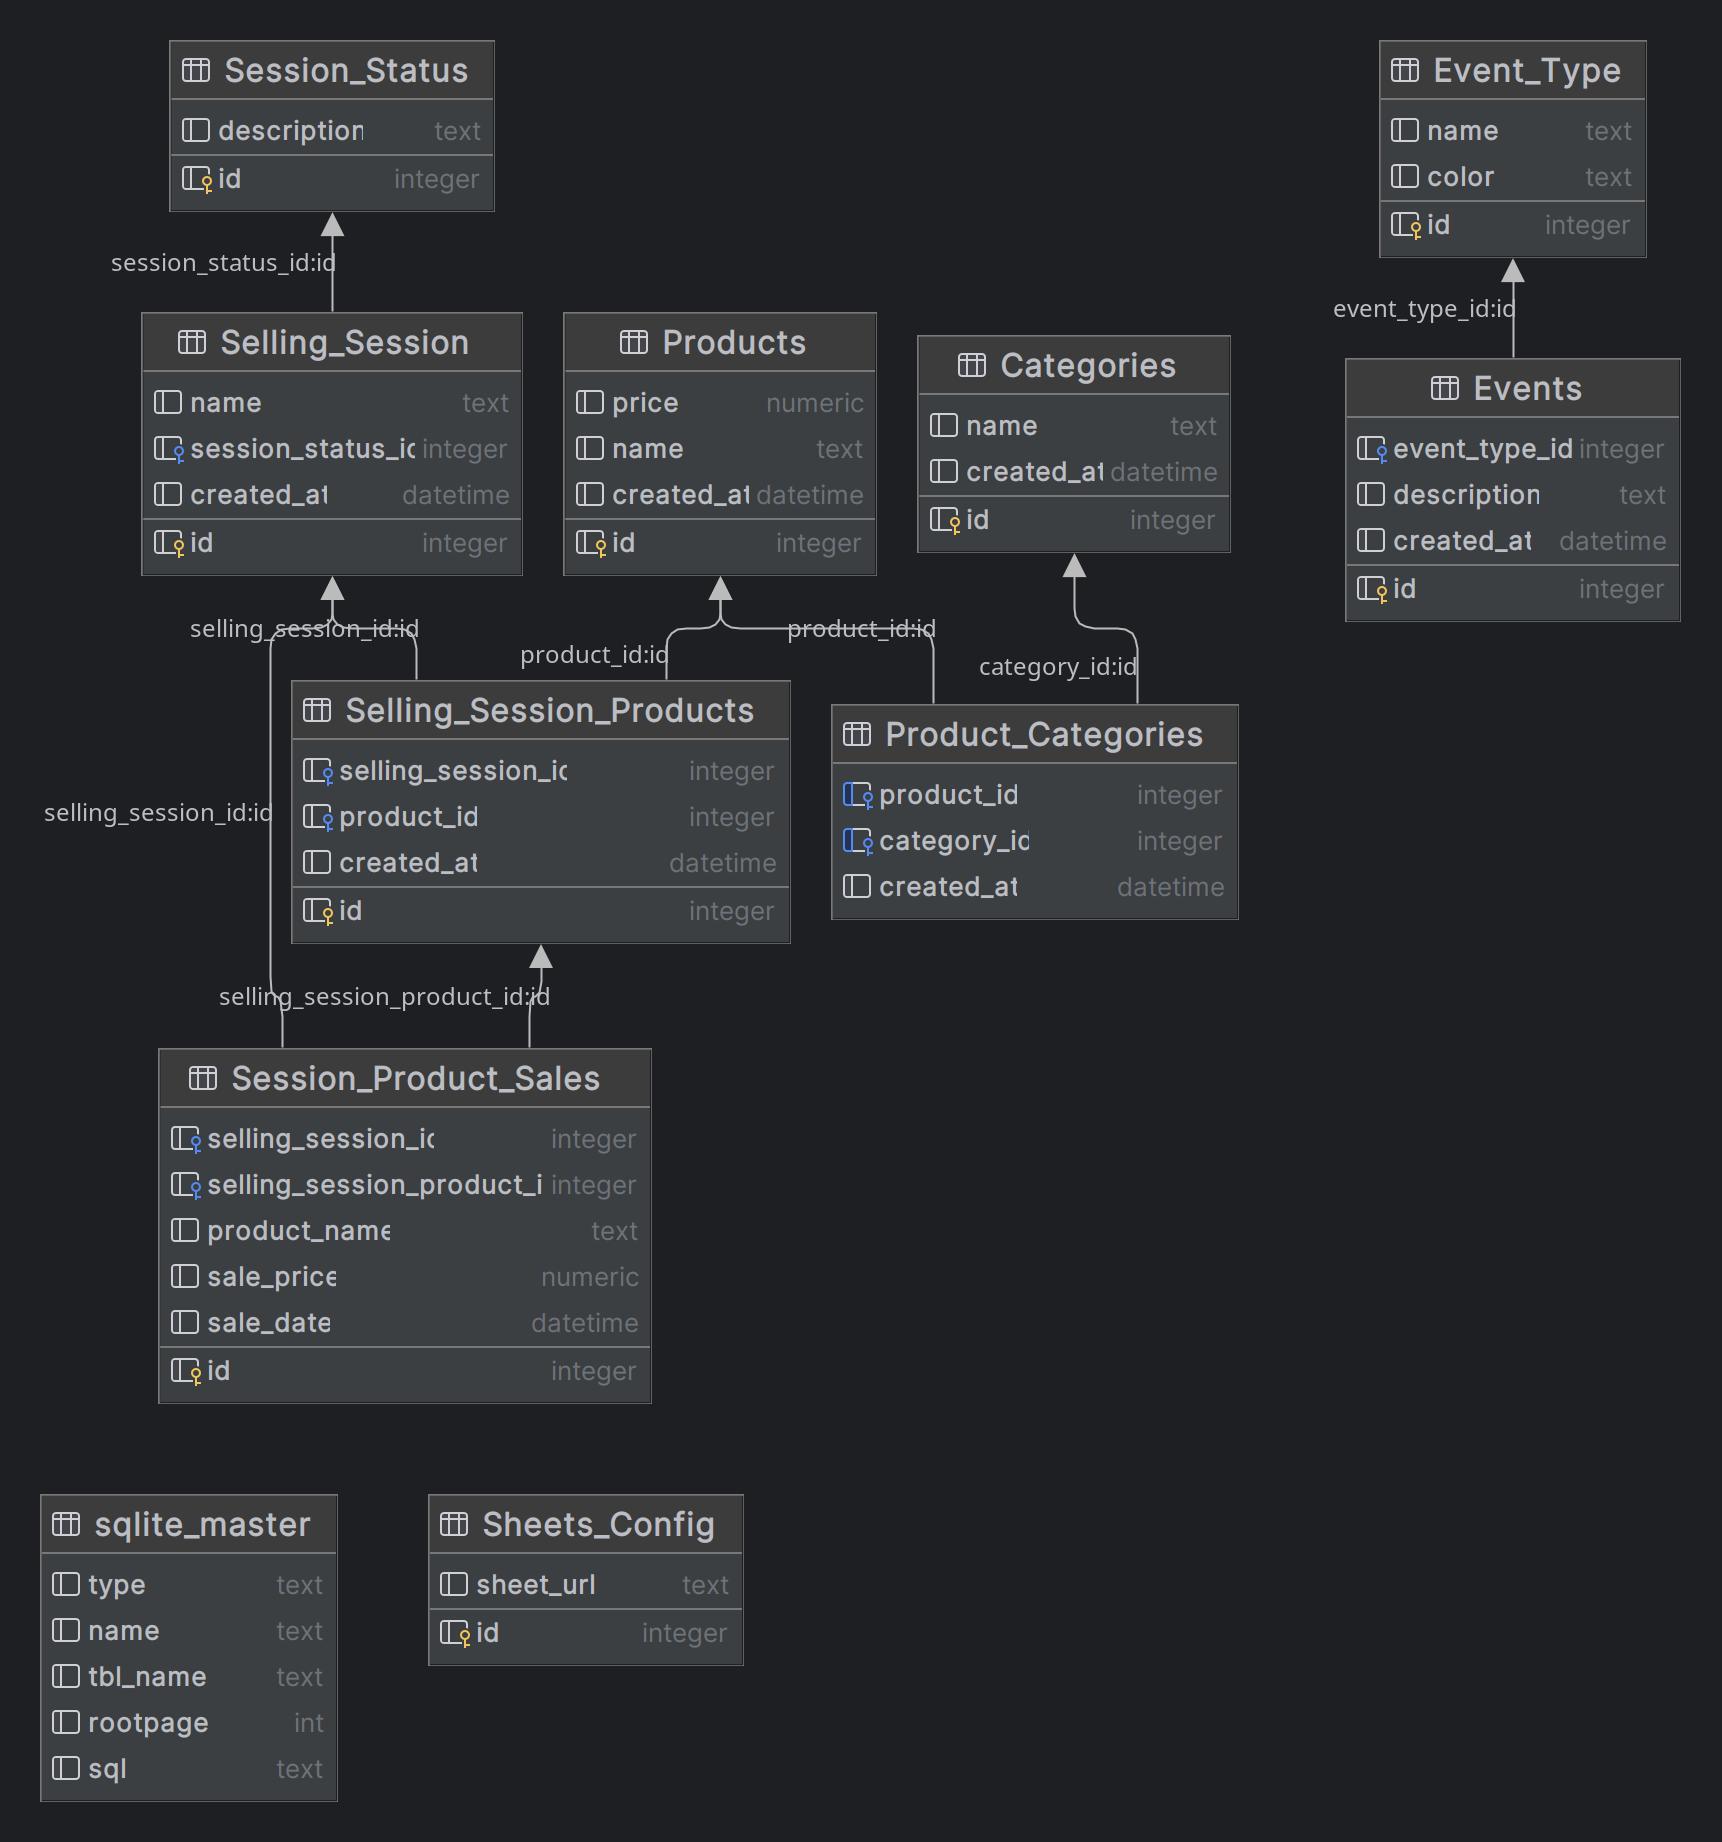 Session_Status
description text
id integer
session_status_id:id
Selling_Session
name text
session_status_id integer
created_at datetime
id integer
Products
price numeric
name text
created_at datetime
id integer
Categories
name text
created_at datetime
id integer
Event_Type
name text
color text
id integer
event_type_id:id
Events
event_type_id integer
description text
created_at datetime
id integer
selling_session_id:id
product_id:id
product_id:id
category_id:id
Selling_Session_Products
selling_session_id integer
product_id integer
created_at datetime
id integer
Product_Categories
product_id integer
category_id integer
created_at datetime
selling_session_id:id
selling_session_product_id:id
Session_Product_Sales
selling_session_id integer
selling_session_product_i integer
product_name text
sale_price numeric
sale_date datetime
id integer
sqlite_master
type text
name text
tbl_name text
rootpage int
sql text
Sheets_Config
sheet_url text
id integer